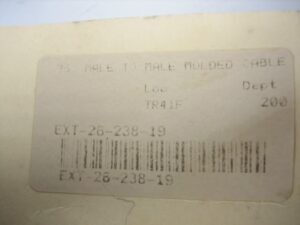 MALE TO MALE MOLDED CABLE
Loc Dept
TR41F 200
EXT-26-238-19
EXT-26-238-19